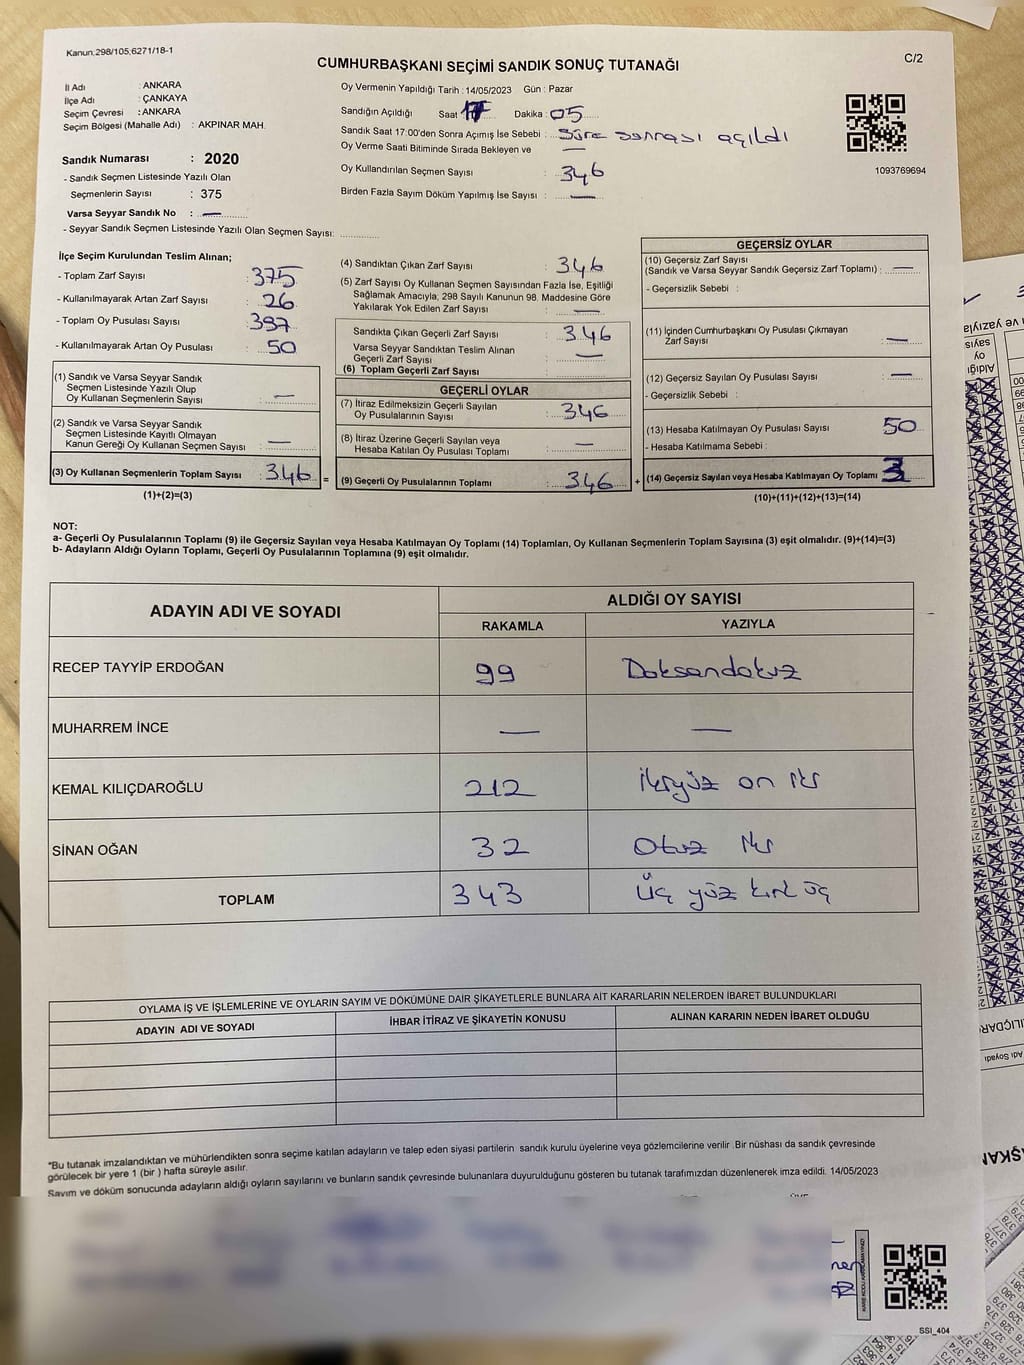 Kanun.298/105;6271/18-1
CUMHURBAŞKANI SEÇİMİ SANDIK SONUÇ TUTANAĞI
C/2
İl Adı : ANKARA
İlçe Adı : ÇANKAYA
Seçim Çevresi : ANKARA
Seçim Bölgesi (Mahalle Adı) : AKPINAR MAH.
Oy Vermenin Yapıldığı Tarih : 14/05/2023 Gün : Pazar
Sandığın Açıldığı Saat 17 Dakika : 05
Sandık Saat 17:00'den Sonra Açımış İse Sebebi : Süre sonrası açıldı
Oy Verme Saati Bitiminde Sırada Bekleyen ve —
Oy Kullandırılan Seçmen Sayısı : 346
Birden Fazla Sayım Döküm Yapılmış İse Sayısı : —
1093769694
Sandık Numarası : 2020
- Sandık Seçmen Listesinde Yazılı Olan
Seçmenlerin Sayısı : 375
Varsa Seyyar Sandık No : —
- Seyyar Sandık Seçmen Listesinde Yazılı Olan Seçmen Sayısı:
İlçe Seçim Kurulundan Teslim Alınan;
- Toplam Zarf Sayısı : 375
- Kullanılmayarak Artan Zarf Sayısı : 26
- Toplam Oy Pusulası Sayısı : 397
- Kullanılmayarak Artan Oy Pusulası : 50
(1) Sandık ve Varsa Seyyar Sandık
Seçmen Listesinde Yazılı Olup
Oy Kullanan Seçmenlerin Sayısı : —
(2) Sandık ve Varsa Seyyar Sandık
Seçmen Listesinde Kayıtlı Olmayan
Kanun Gereği Oy Kullanan Seçmen Sayısı : —
(3) Oy Kullanan Seçmenlerin Toplam Sayısı : 346 =
(1)+(2)=(3)
(4) Sandıktan Çıkan Zarf Sayısı : 346
(5) Zarf Sayısı Oy Kullanan Seçmen Sayısından Fazla İse, Eşitliği
Sağlamak Amacıyla, 298 Sayılı Kanunun 98. Maddesine Göre
Yakılarak Yok Edilen Zarf Sayısı : —
Sandıkta Çıkan Geçerli Zarf Sayısı : 346
Varsa Seyyar Sandıktan Teslim Alınan
Geçerli Zarf Sayısı : —
(6) Toplam Geçerli Zarf Sayısı :
GEÇERLİ OYLAR
(7) İtiraz Edilmeksizin Geçerli Sayılan
Oy Pusulalarının Sayısı : 346
(8) İtiraz Üzerine Geçerli Sayılan veya
Hesaba Katılan Oy Pusulası Toplamı : —
(9) Geçerli Oy Pusulalarının Toplamı : 346 +
GEÇERSİZ OYLAR
(10) Geçersiz Zarf Sayısı
(Sandık ve Varsa Seyyar Sandık Geçersiz Zarf Toplamı) : —
- Geçersizlik Sebebi :
(11) İçinden Cumhurbaşkanı Oy Pusulası Çıkmayan
Zarf Sayısı : —
(12) Geçersiz Sayılan Oy Pusulası Sayısı : —
- Geçersizlik Sebebi :
(13) Hesaba Katılmayan Oy Pusulası Sayısı : 50
- Hesaba Katılmama Sebebi :
(14) Geçersiz Sayılan veya Hesaba Katılmayan Oy Toplamı : 3
(10)+(11)+(12)+(13)=(14)
NOT:
a- Geçerli Oy Pusulalarının Toplamı (9) ile Geçersiz Sayılan veya Hesaba Katılmayan Oy Toplamı (14) Toplamları, Oy Kullanan Seçmenlerin Toplam Sayısına (3) eşit olmalıdır. (9)+(14)=(3)
b- Adayların Aldığı Oyların Toplamı, Geçerli Oy Pusulalarının Toplamına (9) eşit olmalıdır.
ADAYIN ADI VE SOYADI
ALDIĞI OY SAYISI
RAKAMLA YAZIYLA
RECEP TAYYİP ERDOĞAN 99 Doksandokuz
MUHARREM İNCE — —
KEMAL KILIÇDAROĞLU 212 İkiyüz on iki
SİNAN OĞAN 32 Otuz iki
TOPLAM 343 Üç yüz kırk üç
OYLAMA İŞ VE İŞLEMLERİNE VE OYLARIN SAYIM VE DÖKÜMÜNE DAİR ŞİKAYETLERLE BUNLARA AİT KARARLARIN NELERDEN İBARET BULUNDUKLARI
ADAYIN ADI VE SOYADI İHBAR İTİRAZ VE ŞİKAYETİN KONUSU ALINAN KARARIN NEDEN İBARET OLDUĞU
*Bu tutanak imzalandıktan ve mühürlendikten sonra seçime katılan adayların ve talep eden siyasi partilerin sandık kurulu üyelerine veya gözlemcilerine verilir .Bir nüshası da sandık çevresinde
görülecek bir yere 1 (bir ) hafta süreyle asılır.
Sayım ve döküm sonucunda adayların aldığı oyların sayılarını ve bunların sandık çevresinde bulunanlara duyurulduğunu gösteren bu tutanak tarafımızdan düzenlenerek imza edildi. 14/05/2023
SSI_404